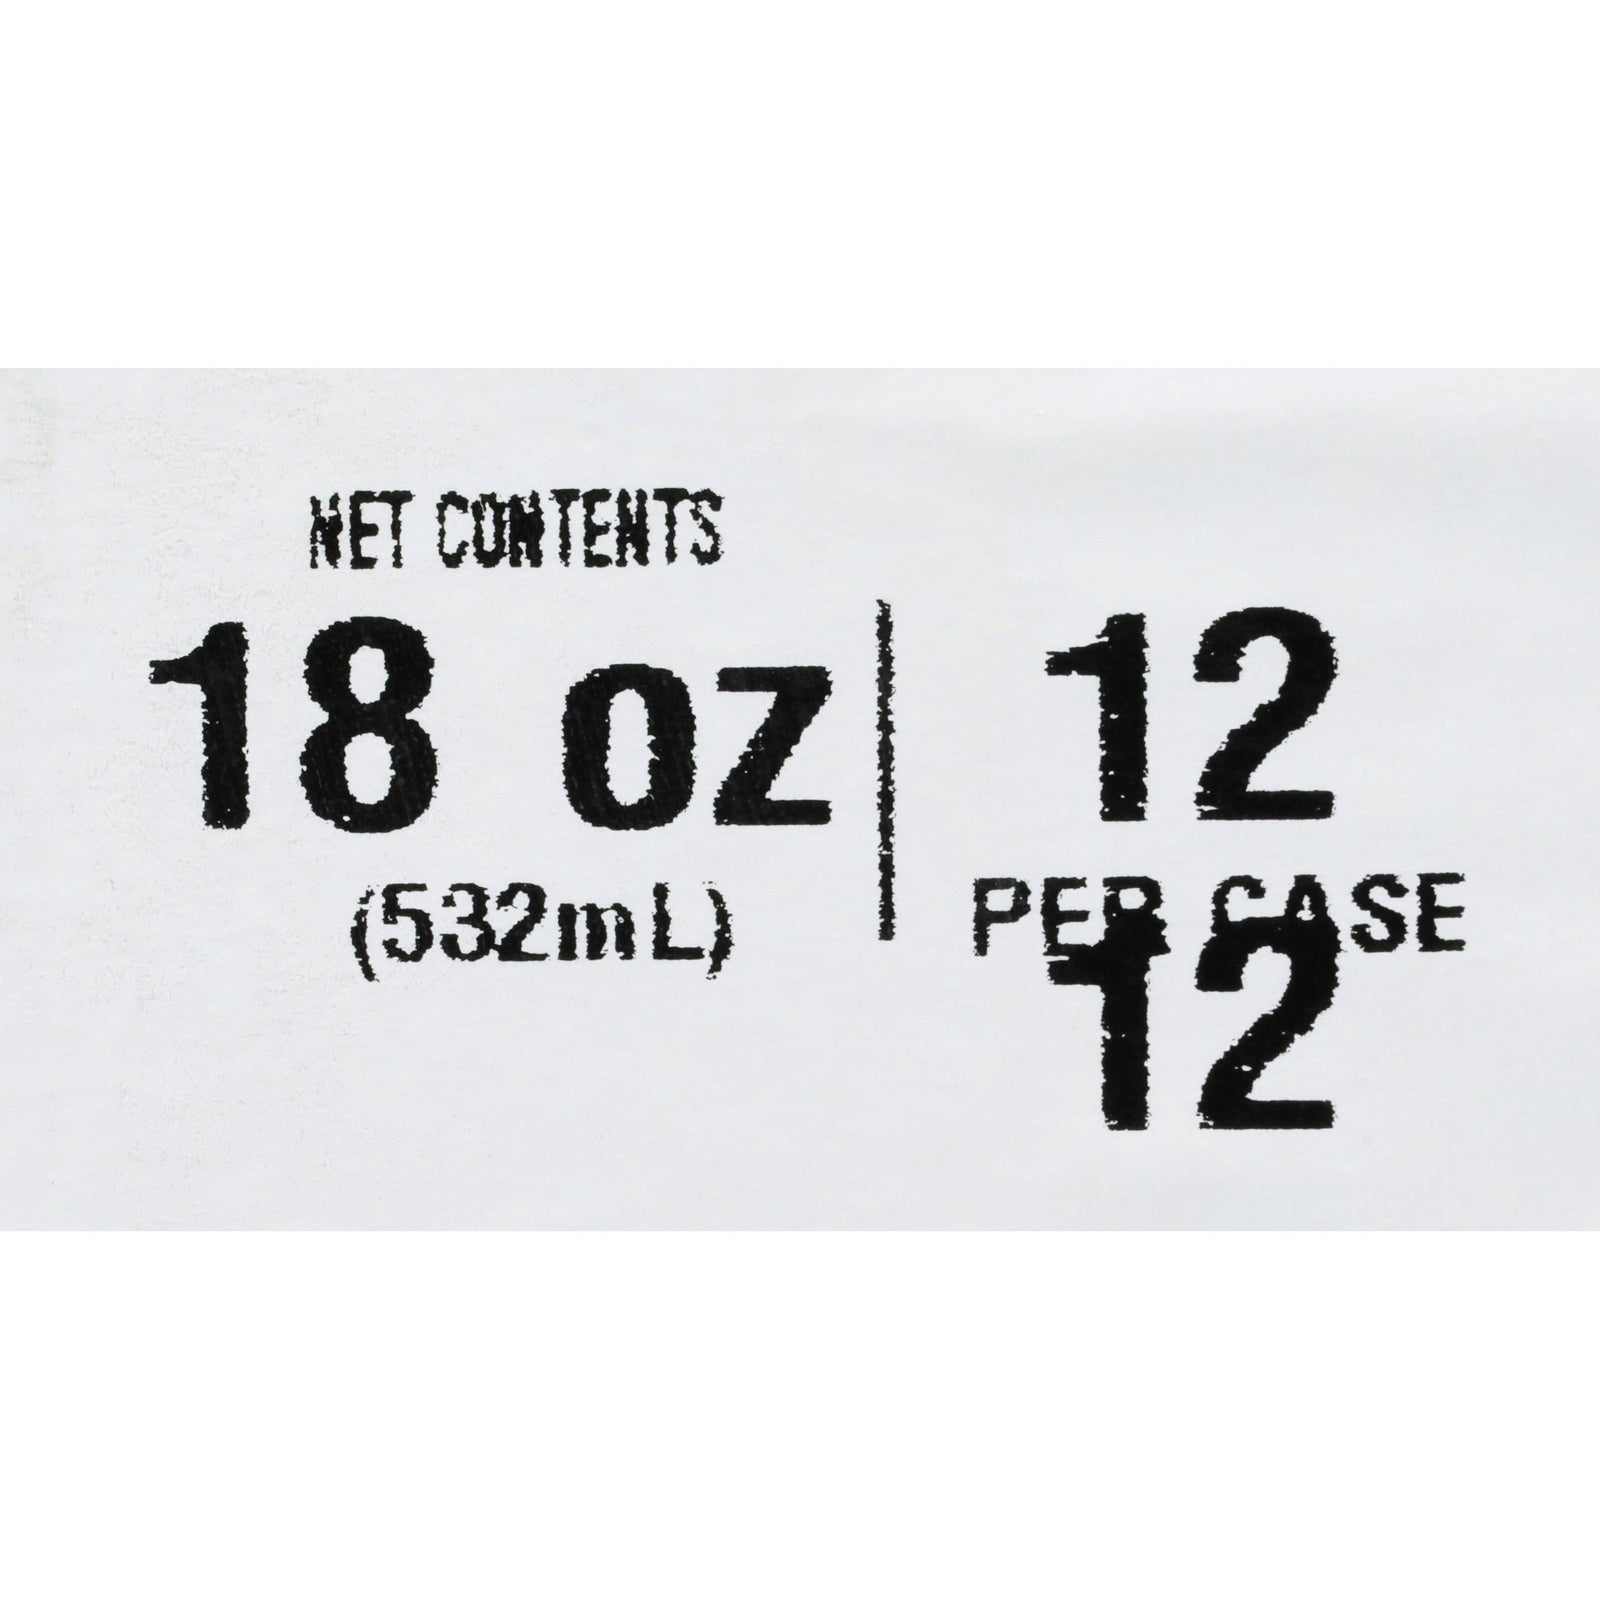 NET CONTENTS
18 oz
(532mL)
12
PER CASE
12